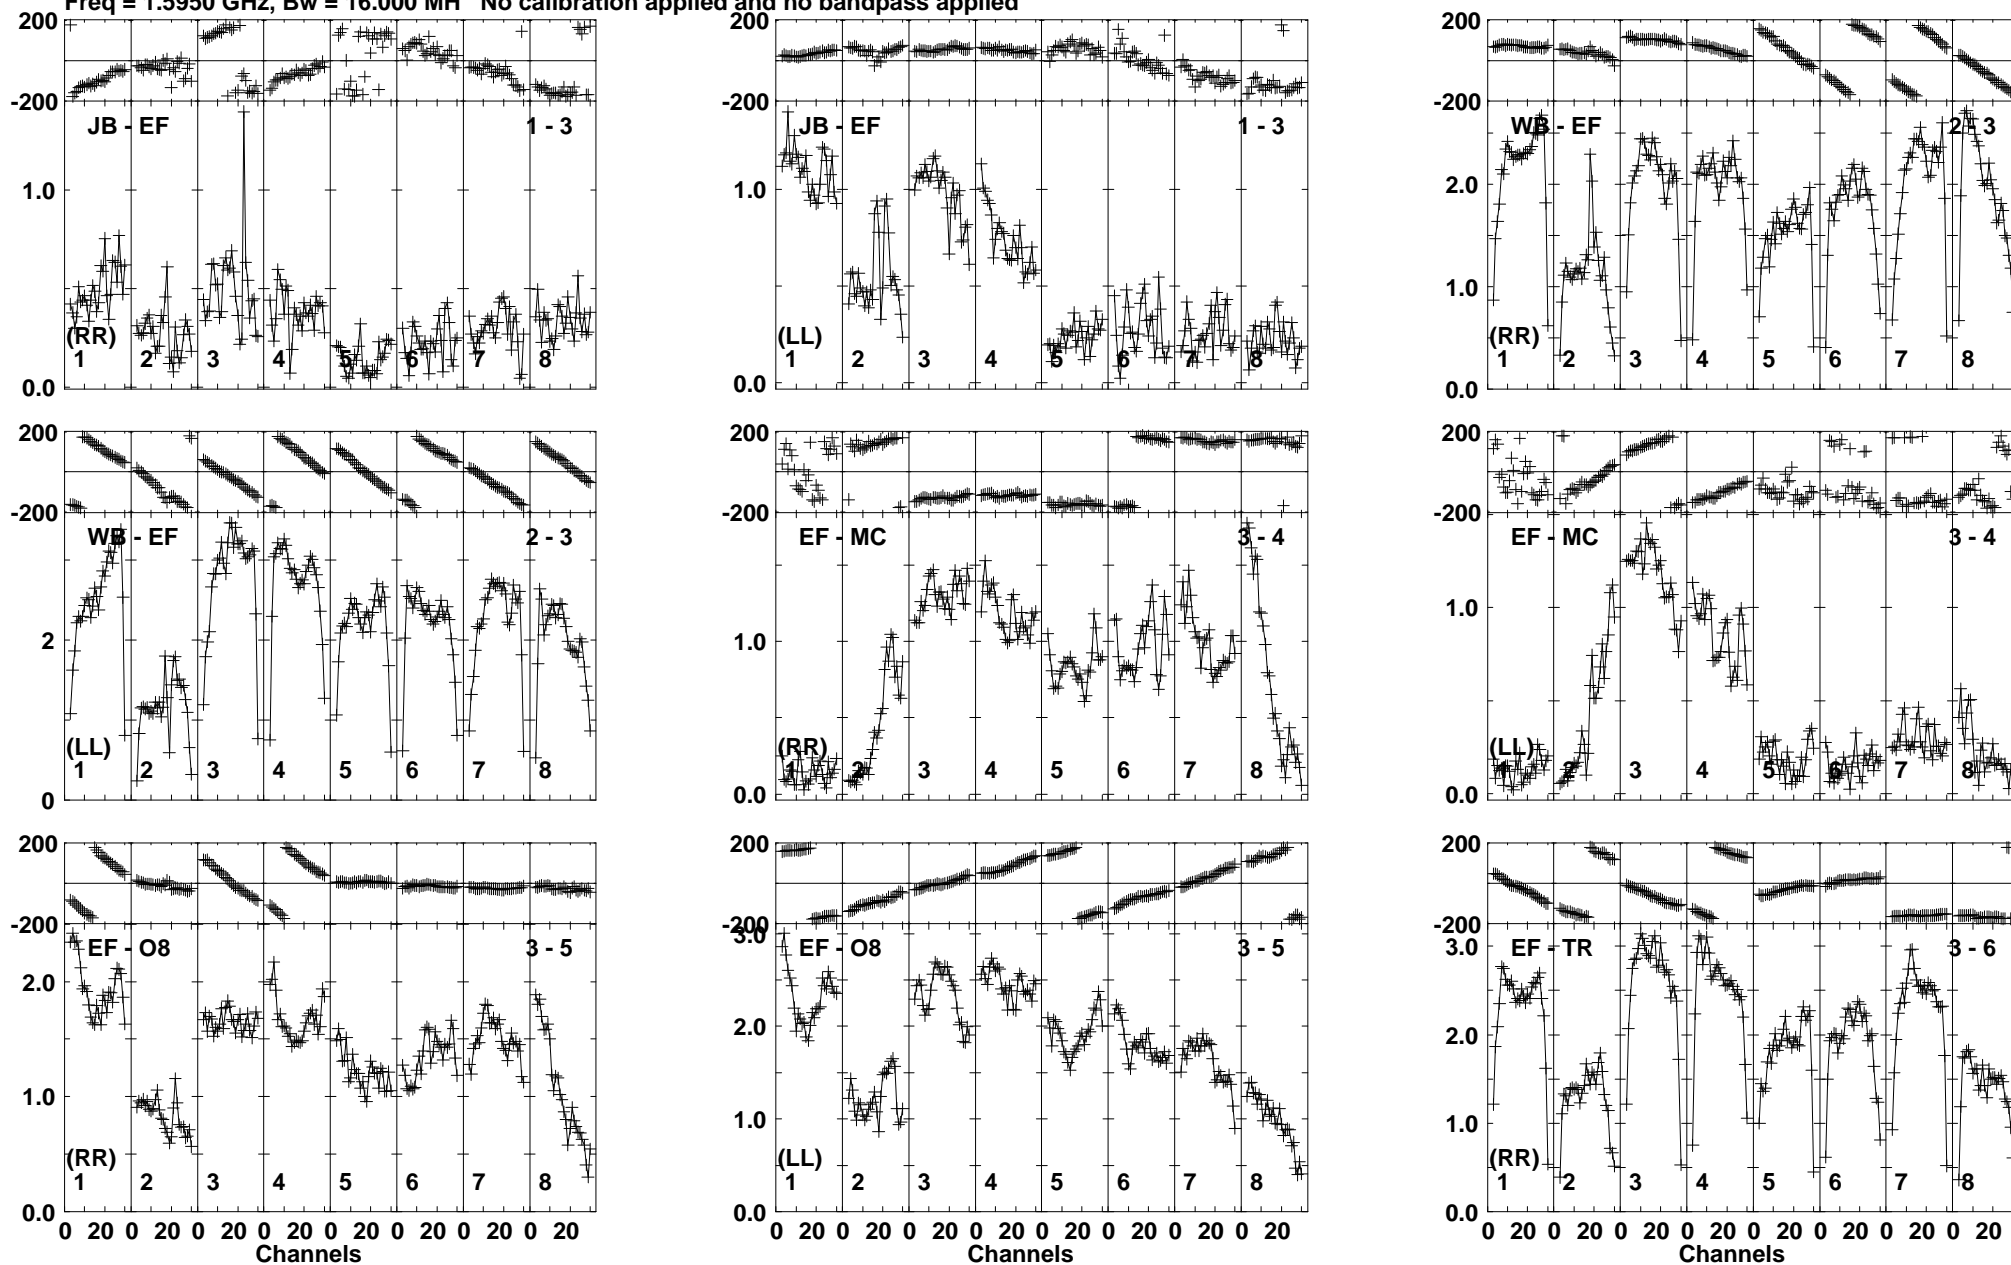 Freq = 1.5950 GHz, Bw = 16.000 MH   No calibration applied and no bandpass applied
200 200 200
-200 -200 -200
JB - EF 1 - 3 JB - EF 1 - 3 WB - EF 2 - 3
1.0 1.0 2.0
1.0
(RR) (LL) (RR)
1 2 3 4 5 6 7 8 1 2 3 4 5 6 7 8 1 2 3 4 5 6 7 8
0.0 0.0 0.0
200 200 200
-200 -200 -200
WB - EF 2 - 3 EF - MC 3 - 4 EF - MC 3 - 4
2 1.0 1.0
(LL) (RR) (LL)
1 2 3 4 5 6 7 8 1 2 3 4 5 6 7 8 1 2 3 4 5 6 7 8
0 0.0 0.0
200 200 200
-200 -200 -200
3.0 3.0
EF - O8 3 - 5 EF - O8 3 - 5 EF - TR 3 - 6
2.0 2.0 2.0
1.0 1.0 1.0
(RR) (LL) (RR)
1 2 3 4 5 6 7 8 1 2 3 4 5 6 7 8 1 2 3 4 5 6 7 8
0.0 0.0 0.0
0 20 0 20 0 20 0 20 0 20 0 20 0 20 0 20 0 20 0 20 0 20 0 20 0 20 0 20 0 20 0 20 0 20 0 20 0 20 0 20 0 20 0 20 0 20 0 20
Channels Channels Channels